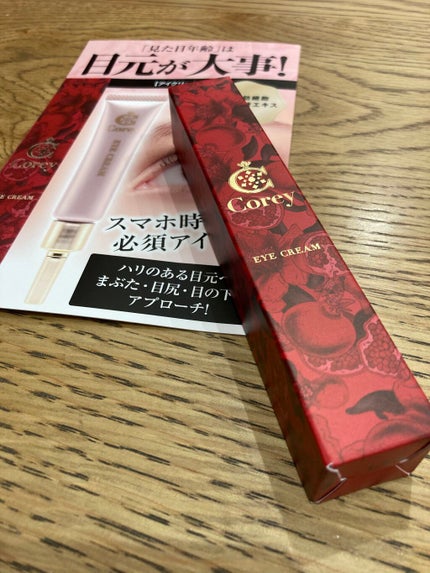 「見た目年齢」は
目元が大事!
Corey
EYE CREAM
Corey
EYE CREAM
スマホ時
必須アイ
ハリのある目元へ
まぶた・目尻・目の下
アプローチ!
Corey
EYE CREAM